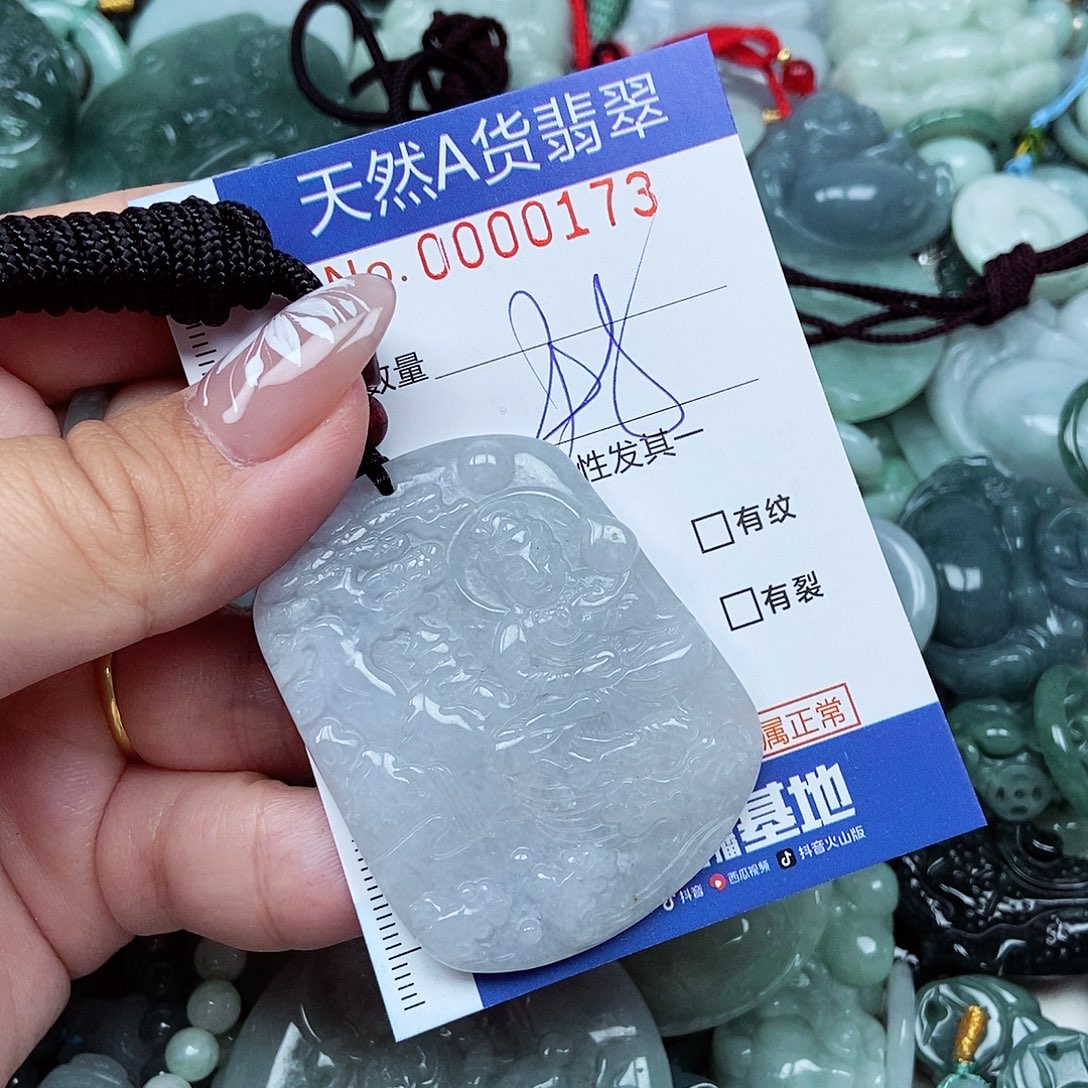 天然A货翡翠
No. 0000173
数量
性发其一
有纹
有裂
属正常
播基地
抖音 西瓜视频 抖音火山版